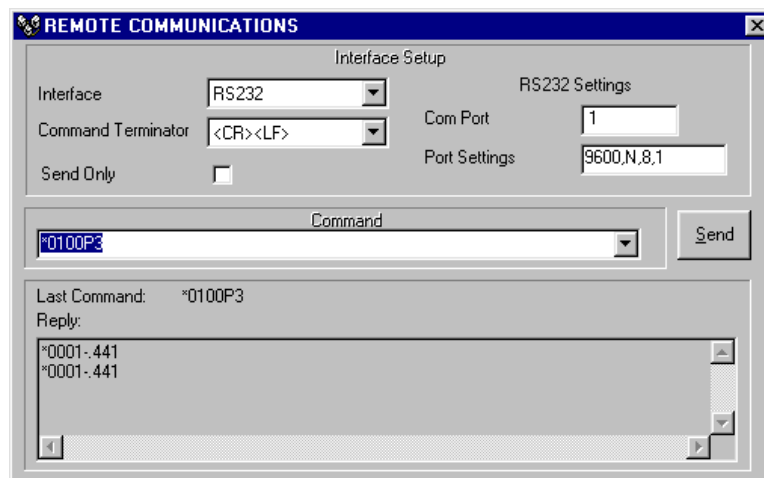 REMOTE COMMUNICATIONS
Interface Setup
Interface
RS232
Command Terminator
<CR><LF>
Send Only
RS232 Settings
Com Port
1
Port Settings
9600,N,8,1
Command
*0100P3
Send
Last Command: *0100P3
Reply:
*0001-.441
*0001-.441